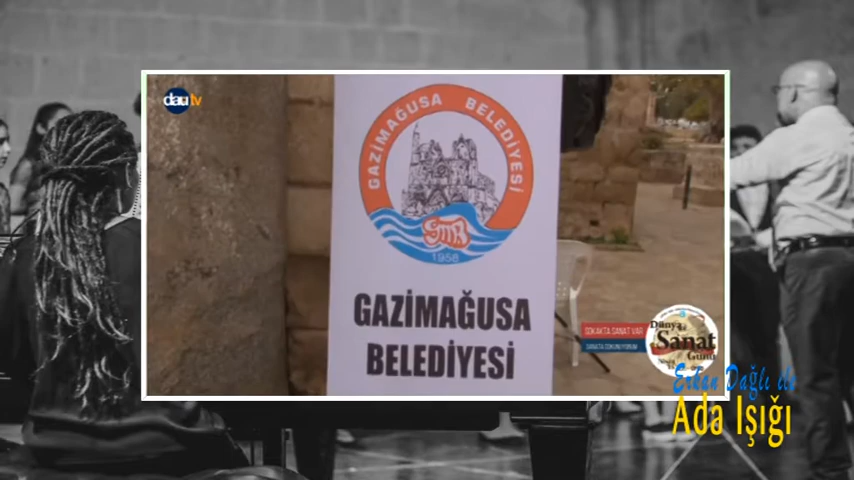 dau tv
GAZİMAĞUSA BELEDİYESİ
GMB
1958
GAZİMAĞUSA
BELEDİYESİ
SOKAKTA SANAT VAR
SANATA DOKUNUYORUM
Dünya
Sanat
Günü
Erkan Dağlı ile
Ada Işığı